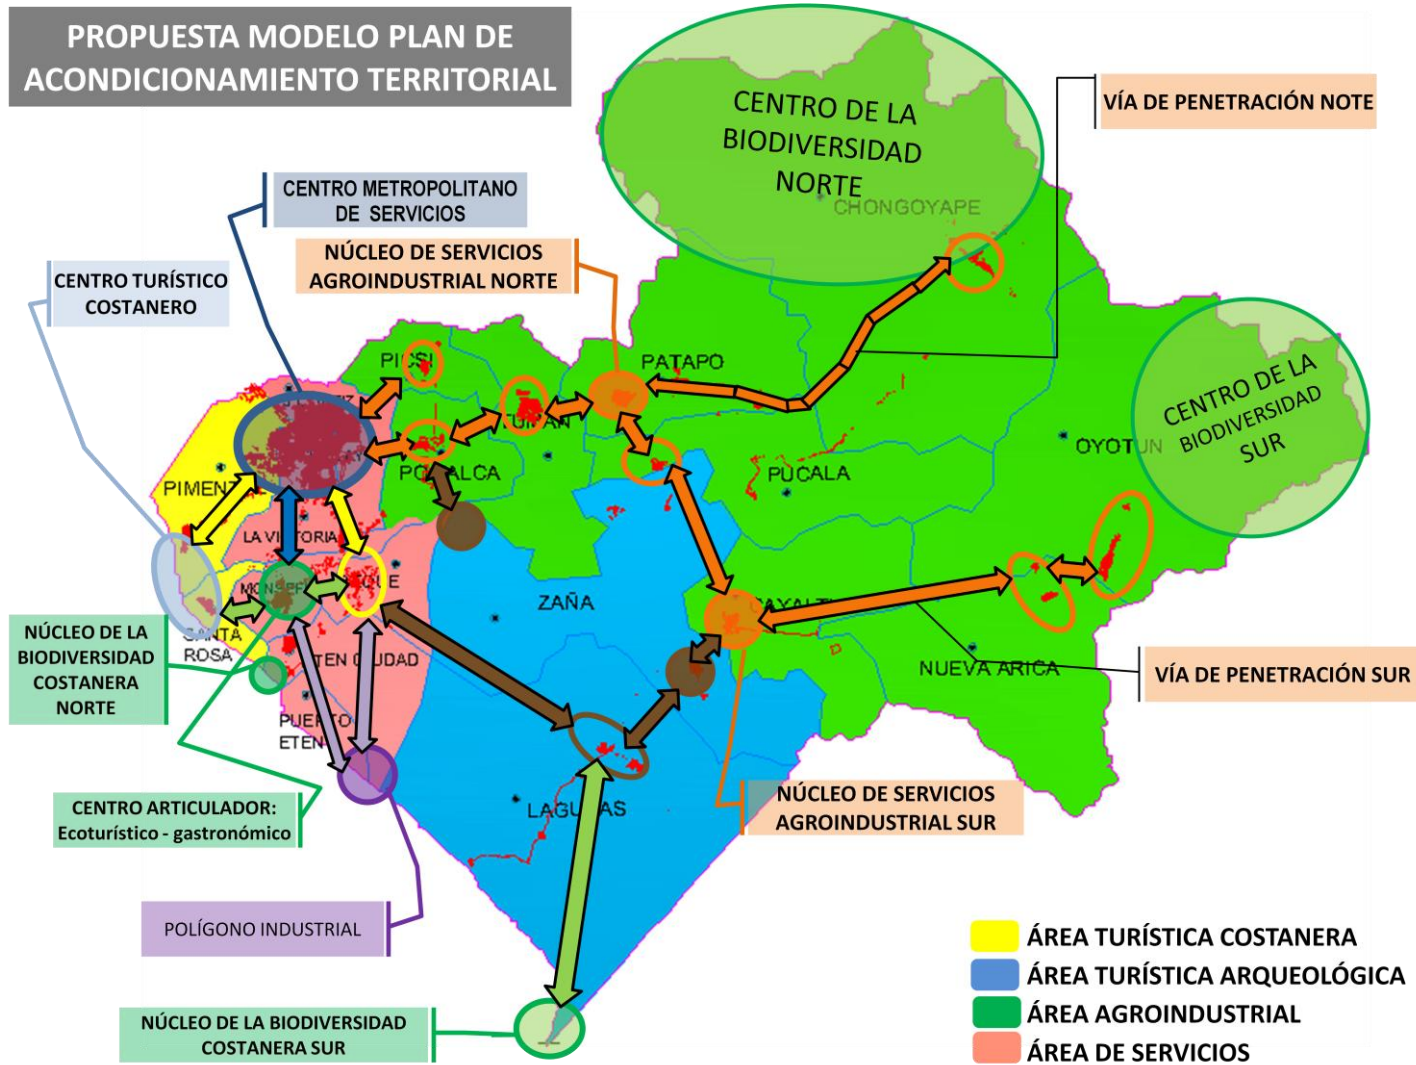 PROPUESTA MODELO PLAN DE
ACONDICIONAMIENTO TERRITORIAL
CENTRO DE LA
BIODIVERSIDAD
NORTE
CHONGOYAPE
VÍA DE PENETRACIÓN NOTE
CENTRO METROPOLITANO
DE SERVICIOS
NÚCLEO DE SERVICIOS
AGROINDUSTRIAL NORTE
CENTRO TURÍSTICO
COSTANERO
PICSI
PATAPO
CENTRO DE LA
BIODIVERSIDAD
SUR
OYOTUN
PUCALA
ZAÑA
NUEVA ARICA
SANTA
ROSA
NÚCLEO DE LA
BIODIVERSIDAD
COSTANERA
NORTE
VÍA DE PENETRACIÓN SUR
CENTRO ARTICULADOR:
Ecoturístico - gastronómico
NÚCLEO DE SERVICIOS
AGROINDUSTRIAL SUR
POLÍGONO INDUSTRIAL
NÚCLEO DE LA BIODIVERSIDAD
COSTANERA SUR
ÁREA TURÍSTICA COSTANERA
ÁREA TURÍSTICA ARQUEOLÓGICA
ÁREA AGROINDUSTRIAL
ÁREA DE SERVICIOS